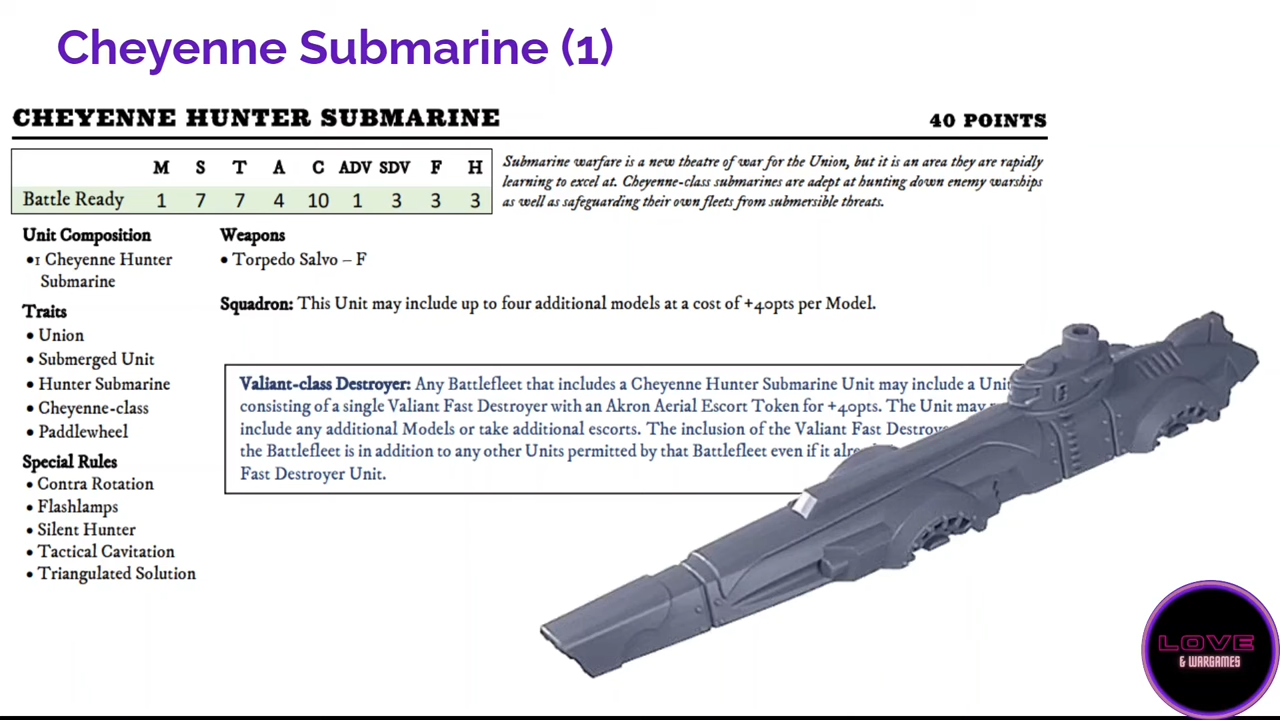 Cheyenne Submarine (1)
CHEYENNE HUNTER SUBMARINE
40 POINTS
M S T A C ADV SDV F H
Battle Ready 1 7 7 4 10 1 3 3 3
Submarine warfare is a new theatre of war for the Union, but it is an area they are rapidly
learning to excel at. Cheyenne-class submarines are adept at hunting down enemy warships
as well as safeguarding their own fleets from submersible threats.
Unit Composition
•1 Cheyenne Hunter
Submarine
Traits
• Union
• Submerged Unit
• Hunter Submarine
• Cheyenne-class
• Paddlewheel
Special Rules
• Contra Rotation
• Flashlamps
• Silent Hunter
• Tactical Cavitation
• Triangulated Solution
Weapons
• Torpedo Salvo – F
Squadron: This Unit may include up to four additional models at a cost of +40pts per Model.
Valiant-class Destroyer: Any Battlefleet that includes a Cheyenne Hunter Submarine Unit may include a Unit
consisting of a single Valiant Fast Destroyer with an Akron Aerial Escort Token for +40pts. The Unit may
include any additional Models or take additional escorts. The inclusion of the Valiant Fast
the Battlefleet is in addition to any other Units permitted by that Battlefleet even if it
Fast Destroyer Unit.
LOVE
& WARGAMES